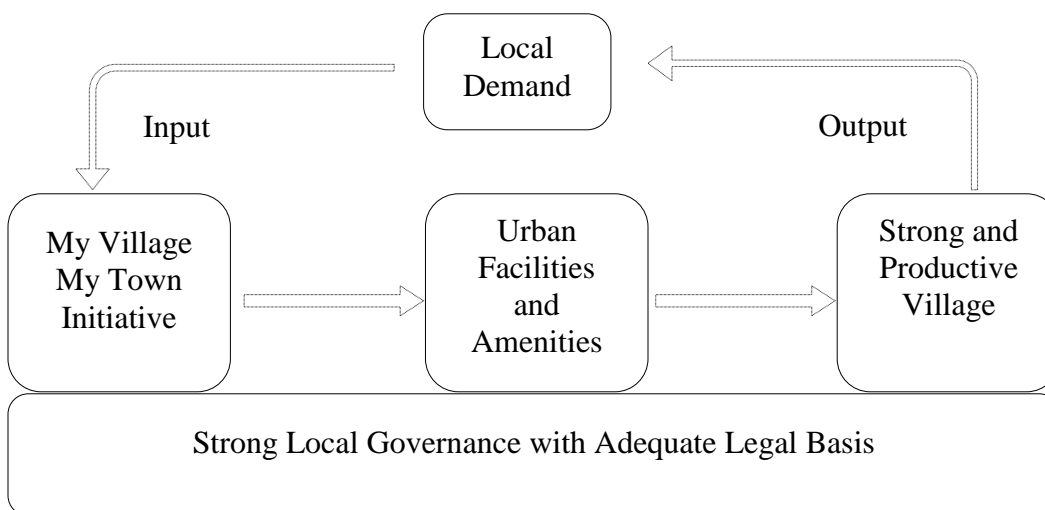 Local
Demand
Input
Output
My Village
My Town
Initiative
Urban
Facilities
and
Amenities
Strong and
Productive
Village
Strong Local Governance with Adequate Legal Basis